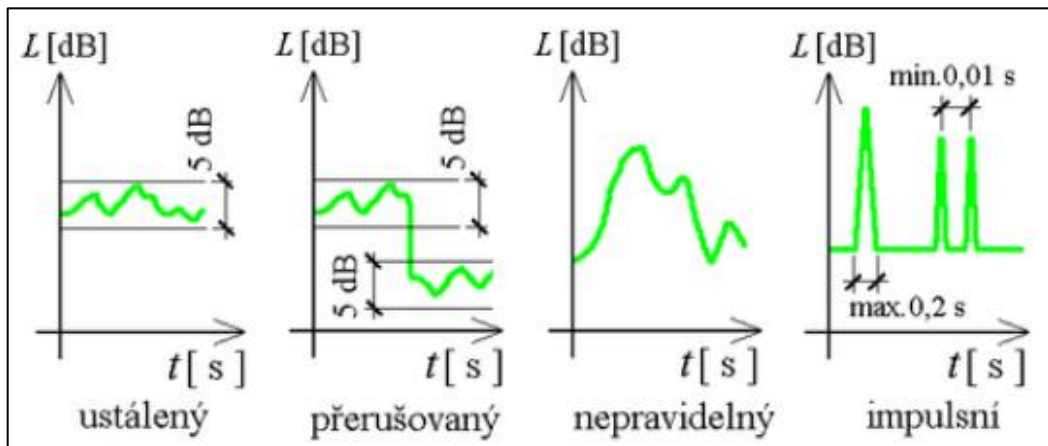 L [dB]
5 dB
t [ s ]
ustálený
L [dB]
5 dB
5 dB
t [ s ]
přerušovaný
L [dB]
t [ s ]
nepravidelný
L [dB]
min.0,01 s
max.0,2 s
t [ s ]
impulsní